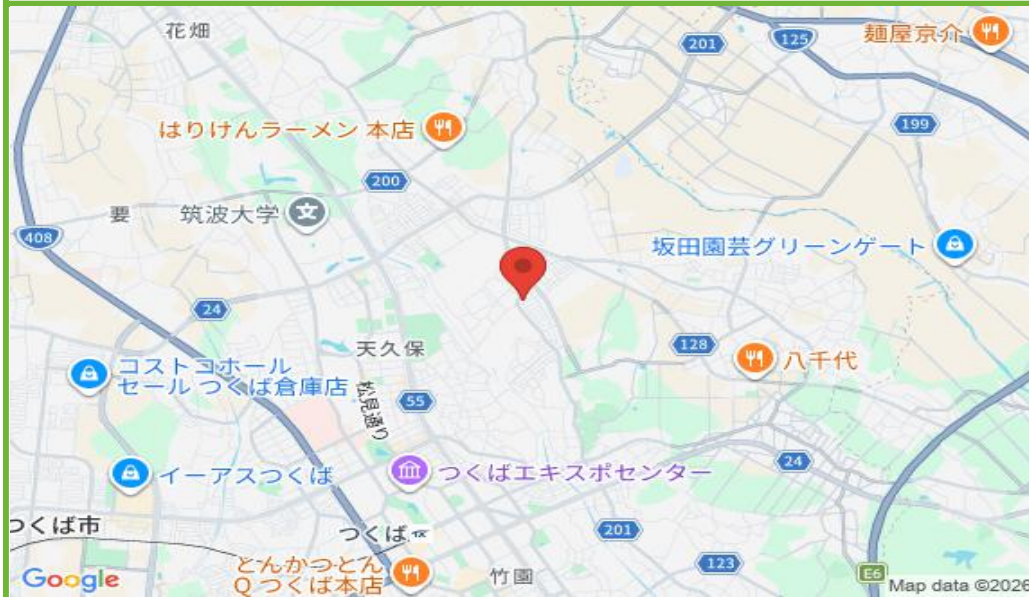 花畑
201
125
麺屋京介
はりけんラーメン 本店
199
200
要
筑波大学
文
408
坂田園芸グリーンゲート
24
天久保
128
八千代
コストコホール
セール つくば倉庫店
松見通り
55
イーアスつくば
つくばエキスポセンター
24
つくば市
つくば
201
とんかつとん
Q つくば本店
竹園
123
E6
Google
Map data ©2026